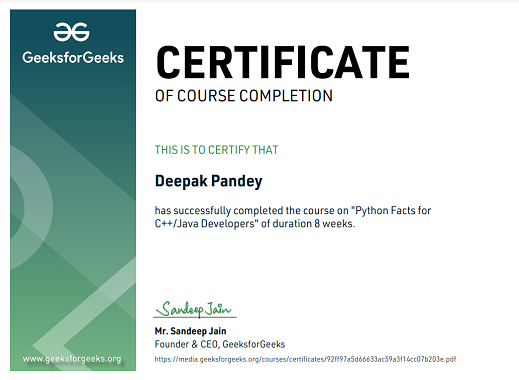 GeeksforGeeks
CERTIFICATE
OF COURSE COMPLETION
THIS IS TO CERTIFY THAT
Deepak Pandey
has successfully completed the course on "Python Facts for
C++/Java Developers" of duration 8 weeks.
Sandeep Jain
Mr. Sandeep Jain
Founder & CEO, GeeksforGeeks
www.geeksforgeeks.org
https://media.geeksforgeeks.org/courses/certificates/92ff97a5d66633ac59a3f14cc07b203e.pdf